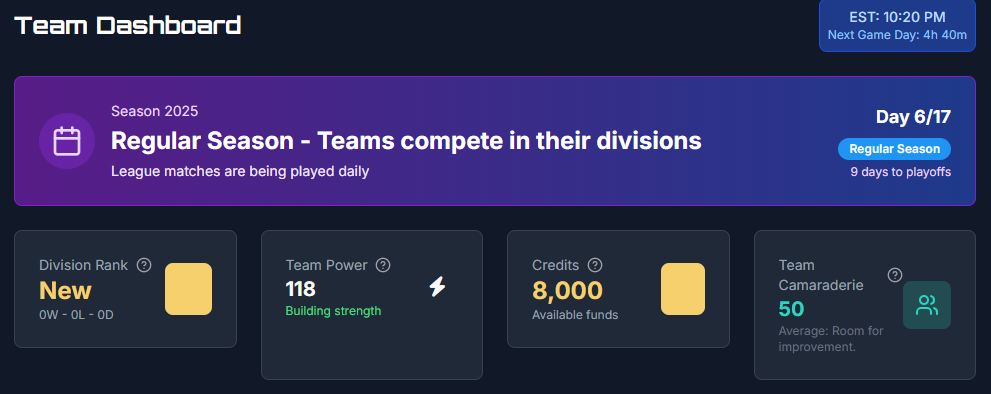 Team Dashboard
EST: 10:20 PM
Next Game Day: 4h 40m
Season 2025
Regular Season - Teams compete in their divisions
League matches are being played daily
Day 6/17
Regular Season
9 days to playoffs
Division Rank
New
0W - 0L - 0D
Team Power
118
Building strength
Credits
8,000
Available funds
Team
Camaraderie
50
Average: Room for
improvement.